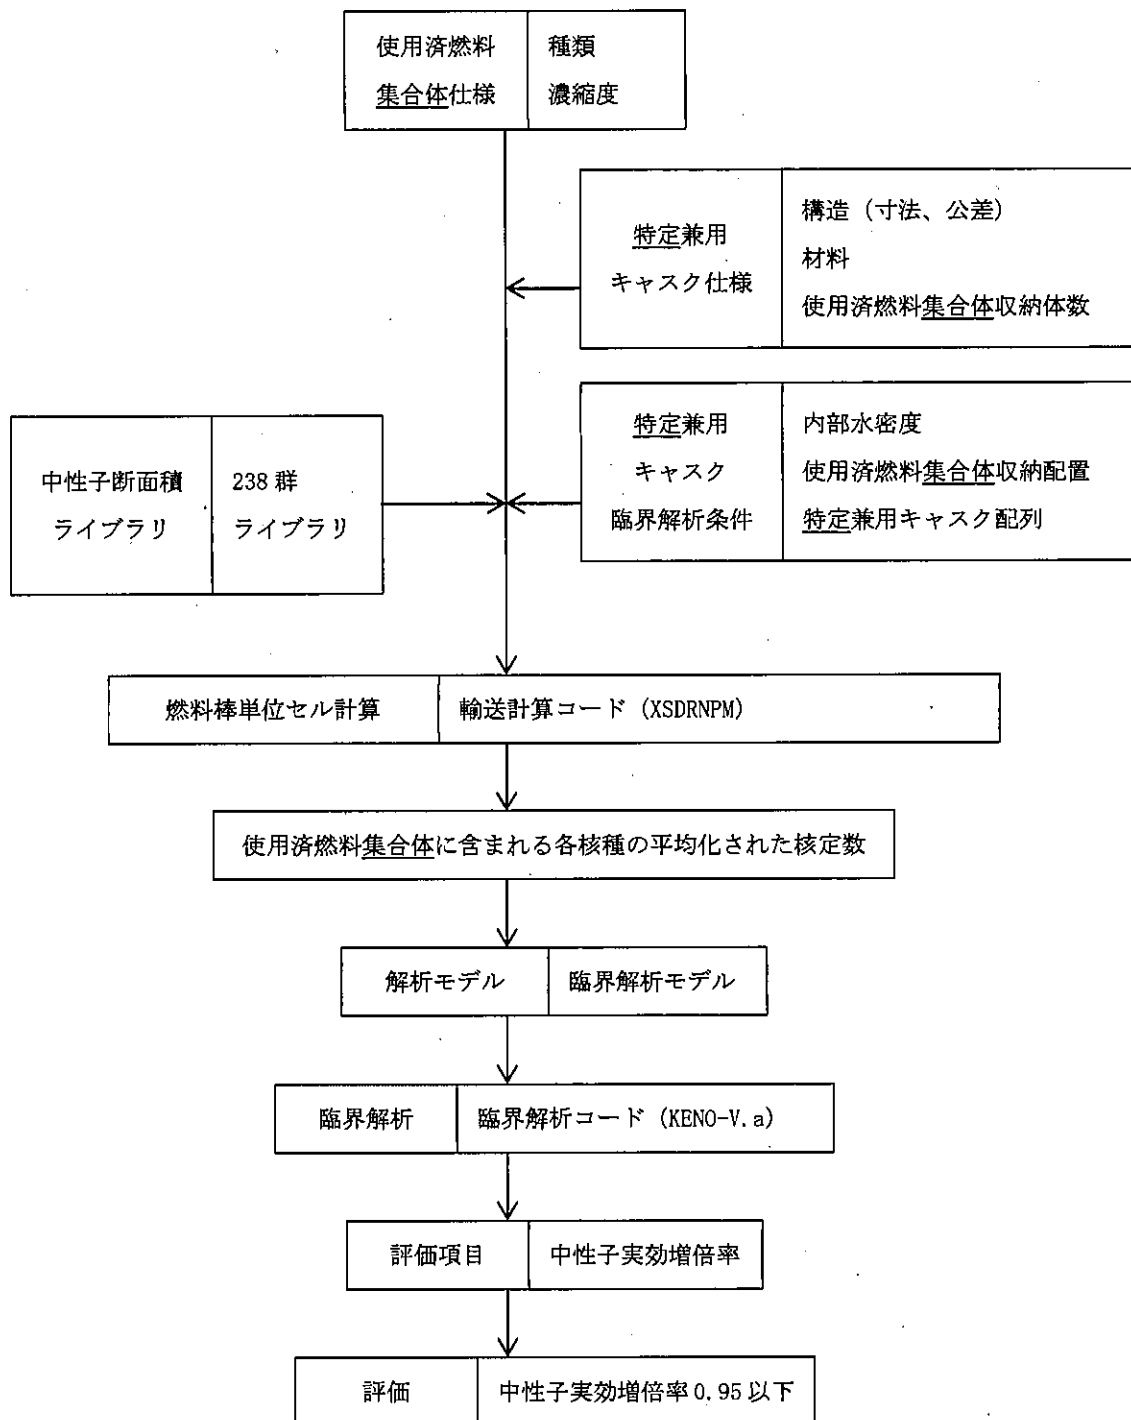 使用済燃料
集合体仕様
種類
濃縮度
特定兼用
キャスク仕様
構造（寸法、公差）
材料
使用済燃料集合体収納体数
特定兼用
キャスク
臨界解析条件
内部水密度
使用済燃料集合体収納配置
特定兼用キャスク配列
中性子断面積
ライブラリ
238 群
ライブラリ
燃料棒単位セル計算
輸送計算コード（XSDRNPM）
使用済燃料集合体に含まれる各核種の平均化された核定数
解析モデル
臨界解析モデル
臨界解析
臨界解析コード（KENO-V.a）
評価項目
中性子実効増倍率
評価
中性子実効増倍率 0.95 以下